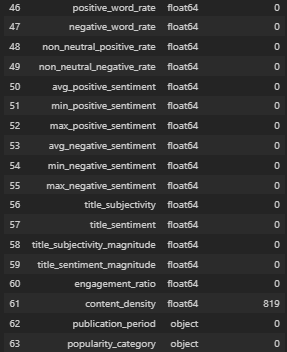 46 positive_word_rate float64 0
47 negative_word_rate float64 0
48 non_neutral_positive_rate float64 0
49 non_neutral_negative_rate float64 0
50 avg_positive_sentiment float64 0
51 min_positive_sentiment float64 0
52 max_positive_sentiment float64 0
53 avg_negative_sentiment float64 0
54 min_negative_sentiment float64 0
55 max_negative_sentiment float64 0
56 title_subjectivity float64 0
57 title_sentiment float64 0
58 title_subjectivity_magnitude float64 0
59 title_sentiment_magnitude float64 0
60 engagement_ratio float64 0
61 content_density float64 819
62 publication_period object 0
63 popularity_category object 0